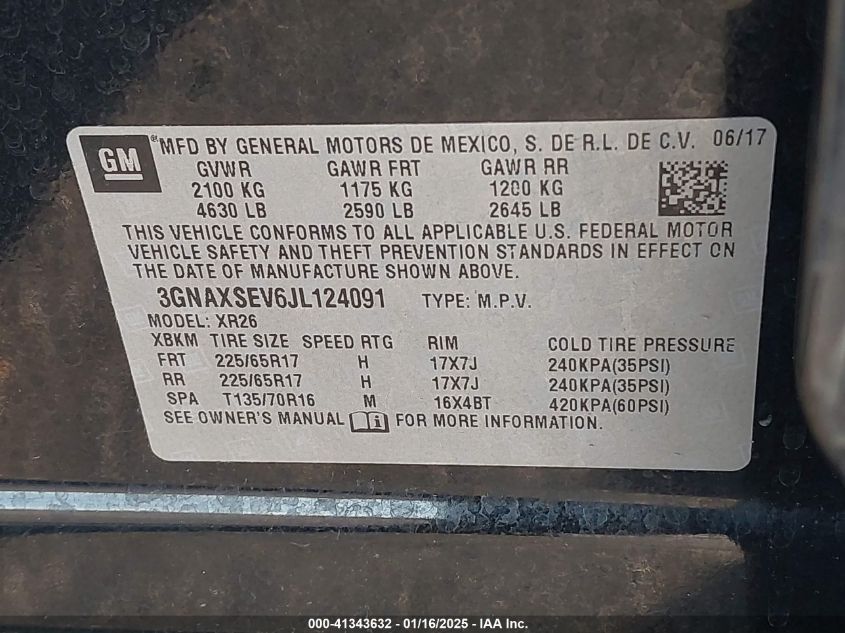 GM
® MFD BY GENERAL MOTORS DE MEXICO, S. DE R.L. DE C.V. 06/17
GVWR GAWR FRT GAWR RR
2100 KG 1175 KG 1200 KG
4630 LB 2590 LB 2645 LB
THIS VEHICLE CONFORMS TO ALL APPLICABLE U.S. FEDERAL MOTOR
VEHICLE SAFETY AND THEFT PREVENTION STANDARDS IN EFFECT ON
THE DATE OF MANUFACTURE SHOWN ABOVE.
3GNAXSEV6JL124091 TYPE: M.P.V.
MODEL: XR26
XBKM TIRE SIZE SPEED RTG RIM COLD TIRE PRESSURE
FRT 225/65R17 H 17X7J 240KPA(35PSI)
RR 225/65R17 H 17X7J 240KPA(35PSI)
SPA T135/70R16 M 16X4BT 420KPA(60PSI)
SEE OWNER'S MANUAL FOR MORE INFORMATION.
000-41343632 - 01/16/2025 - IAA Inc.